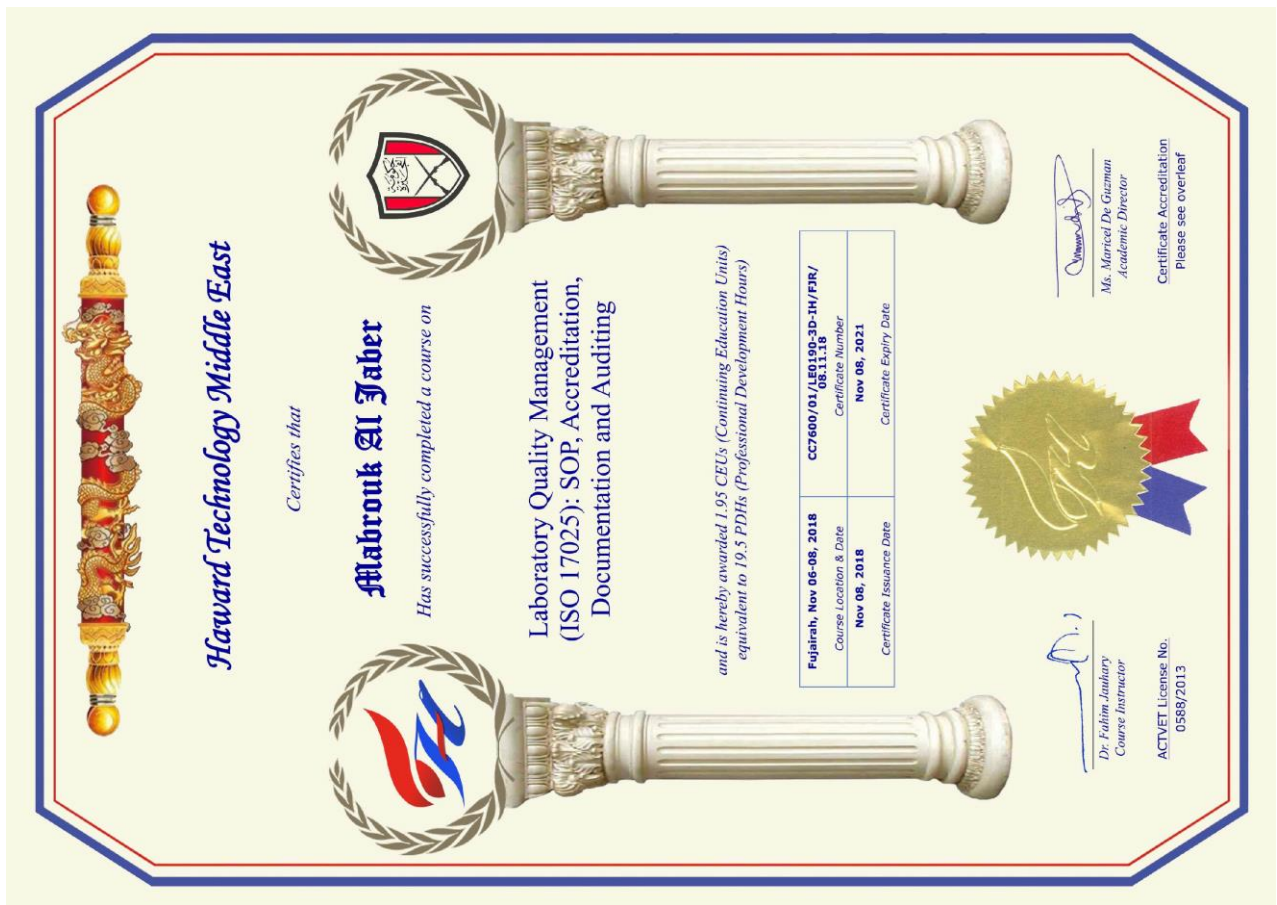 Haward Technology Middle East
Certifies that
Mabrouk Al Jaber
Has successfully completed a course on
Laboratory Quality Management
(ISO 17025): SOP, Accreditation,
Documentation and Auditing
and is hereby awarded 1.95 CEUs (Continuing Education Units)
equivalent to 19.5 PDHs (Professional Development Hours)
Fujairah, Nov 06-08, 2018
Course Location & Date
CC7600/01/LE0190-3D-IH/FJR/
08.11.18
Certificate Number
Nov 08, 2018
Certificate Issuance Date
Nov 08, 2021
Certificate Expiry Date
Dr. Fahim Jauhary
Course Instructor
ACTVET License No.
0588/2013
Ms. Maricel De Guzman
Academic Director
Certificate Accreditation
Please see overleaf